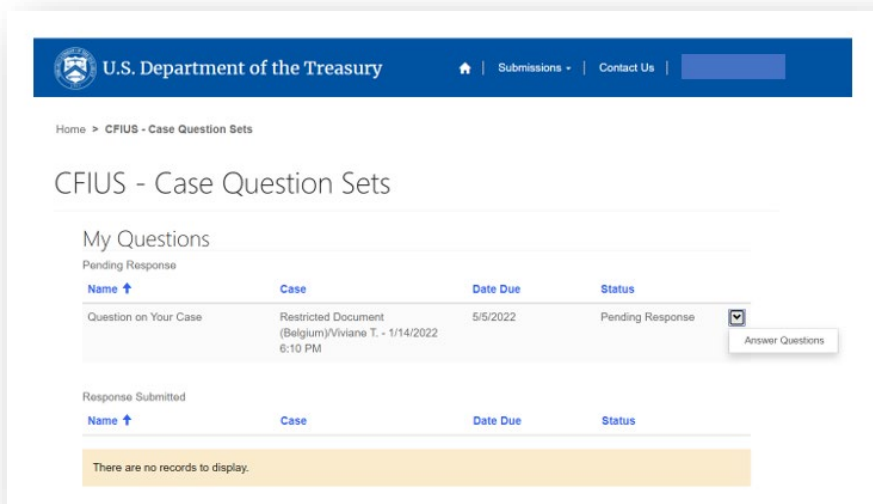 U.S. Department of the Treasury
Submissions
Contact Us
Home > CFIUS - Case Question Sets
CFIUS - Case Question Sets
My Questions
Pending Response
Name ↑ Case Date Due Status
Question on Your Case Restricted Document 5/5/2022 Pending Response
(Belgium)/Viviane T. - 1/14/2022
6:10 PM
Answer Questions
Response Submitted
Name ↑ Case Date Due Status
There are no records to display.